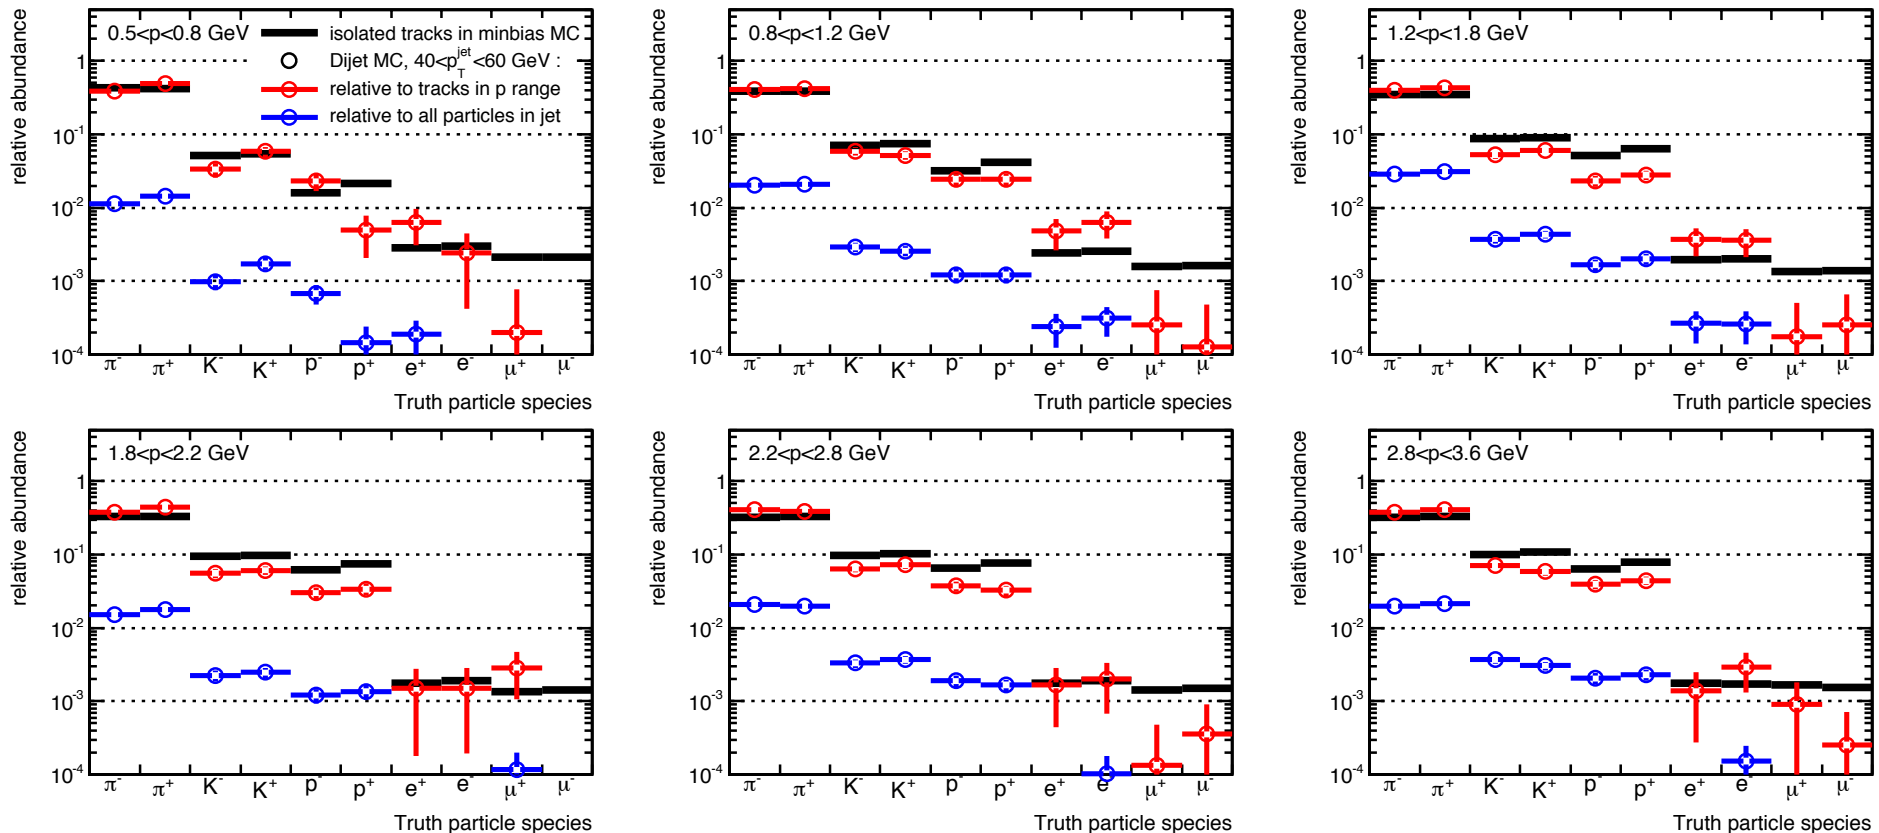 0.5<p<0.8 GeV
isolated tracks in minbias MC
Dijet MC, 40<p_T^jet<60 GeV :
relative to tracks in p range
relative to all particles in jet
relative abundance
1
10⁻¹
10⁻²
10⁻³
10⁻⁴
π⁻ π⁺ K⁻ K⁺ p⁻ p⁺ e⁺ e⁻ μ⁺ μ⁻
Truth particle species
0.8<p<1.2 GeV
relative abundance
1
10⁻¹
10⁻²
10⁻³
10⁻⁴
π⁻ π⁺ K⁻ K⁺ p⁻ p⁺ e⁺ e⁻ μ⁺ μ⁻
Truth particle species
1.2<p<1.8 GeV
relative abundance
1
10⁻¹
10⁻²
10⁻³
10⁻⁴
π⁻ π⁺ K⁻ K⁺ p⁻ p⁺ e⁺ e⁻ μ⁺ μ⁻
Truth particle species
1.8<p<2.2 GeV
relative abundance
1
10⁻¹
10⁻²
10⁻³
10⁻⁴
π⁻ π⁺ K⁻ K⁺ p⁻ p⁺ e⁺ e⁻ μ⁺ μ⁻
Truth particle species
2.2<p<2.8 GeV
relative abundance
1
10⁻¹
10⁻²
10⁻³
10⁻⁴
π⁻ π⁺ K⁻ K⁺ p⁻ p⁺ e⁺ e⁻ μ⁺ μ⁻
Truth particle species
2.8<p<3.6 GeV
relative abundance
1
10⁻¹
10⁻²
10⁻³
10⁻⁴
π⁻ π⁺ K⁻ K⁺ p⁻ p⁺ e⁺ e⁻ μ⁺ μ⁻
Truth particle species